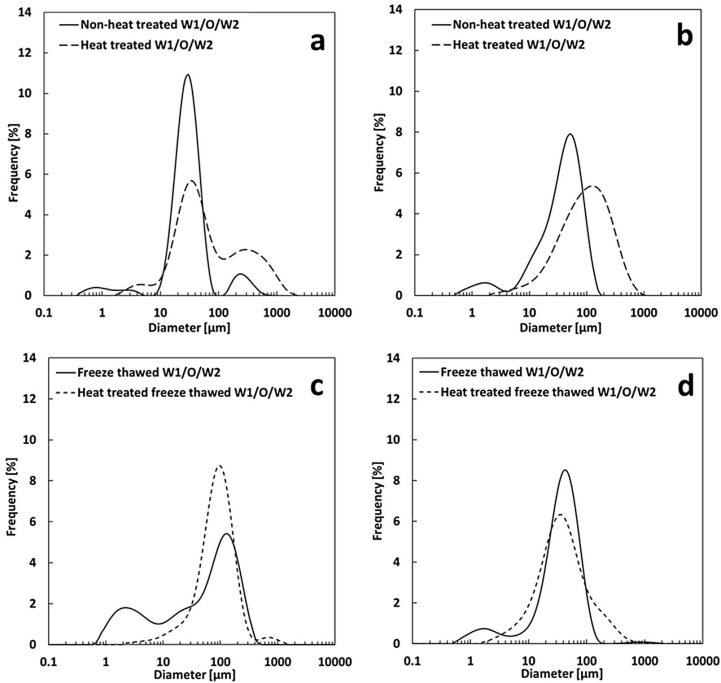 Non-heat treated W1/O/W2
Heat treated W1/O/W2
a
14
12
10
8
6
4
2
0
Frequency [%]
0.1 1 10 100 1000 10000
Diameter [µm]
Non-heat treated W1/O/W2
Heat treated W1/O/W2
b
14
12
10
8
6
4
2
0
Frequency [%]
0.1 1 10 100 1000 10000
Diameter [µm]
Freeze thawed W1/O/W2
Heat treated freeze thawed W1/O/W2
c
14
12
10
8
6
4
2
0
Frequency [%]
0.1 1 10 100 1000 10000
Diameter [µm]
Freeze thawed W1/O/W2
Heat treated freeze thawed W1/O/W2
d
14
12
10
8
6
4
2
0
Frequency [%]
0.1 1 10 100 1000 10000
Diameter [µm]